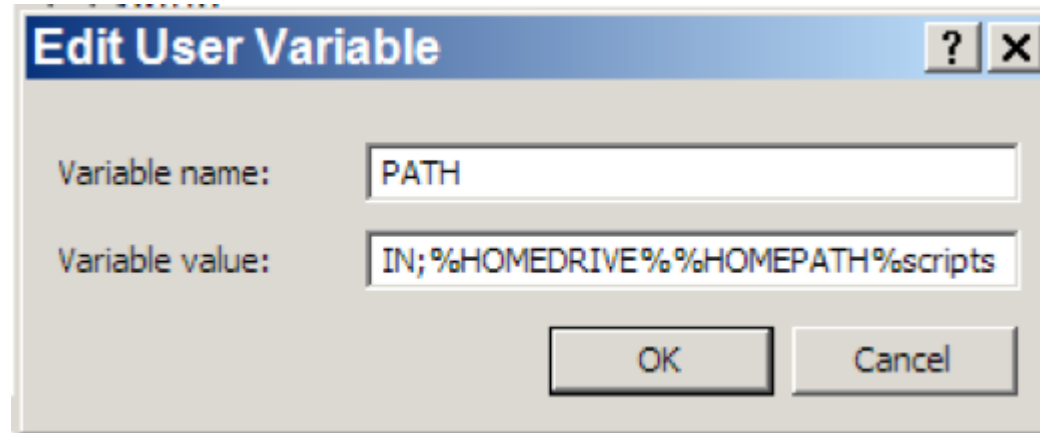 Edit User Variable
Variable name: PATH
Variable value: IN;%HOMEDRIVE%%HOMEPATH%scripts
OK Cancel